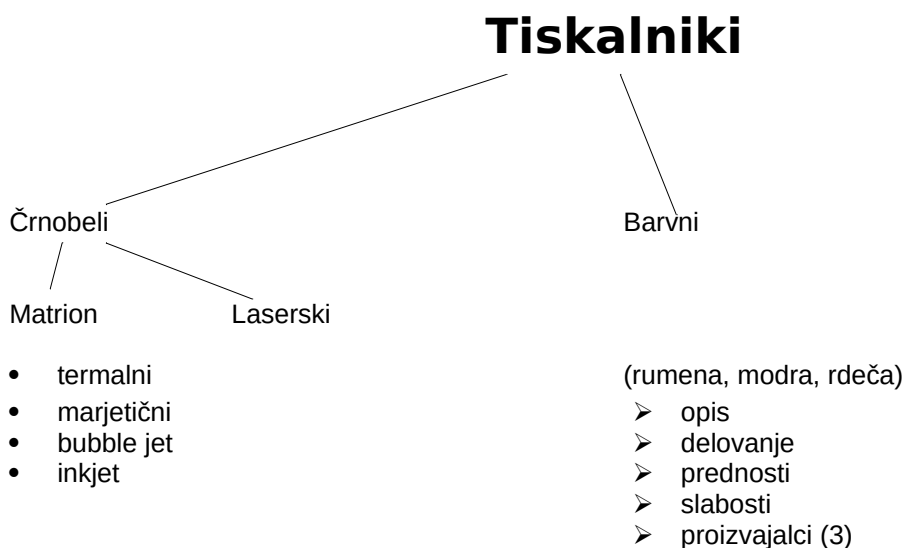 Tiskalniki
Črnobeli Barvni
Matrion Laserski
• termalni (rumena, modra, rdeča)
• marjetični ➢ opis
• bubble jet ➢ delovanje
• inkjet ➢ prednosti
➢ slabosti
➢ proizvajalci (3)